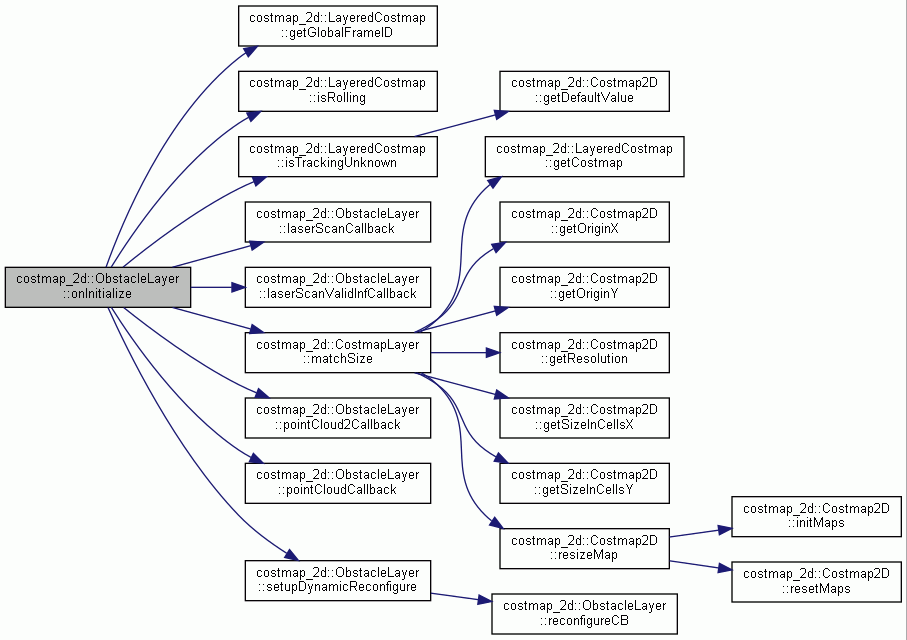 costmap_2d::LayeredCostmap
::getGlobalFrameID
costmap_2d::LayeredCostmap
::isRolling
costmap_2d::LayeredCostmap
::isTrackingUnknown
costmap_2d::ObstacleLayer
::laserScanCallback
costmap_2d::ObstacleLayer
::onInitialize
costmap_2d::ObstacleLayer
::laserScanValidInfCallback
costmap_2d::CostmapLayer
::matchSize
costmap_2d::ObstacleLayer
::pointCloud2Callback
costmap_2d::ObstacleLayer
::pointCloudCallback
costmap_2d::ObstacleLayer
::setupDynamicReconfigure
costmap_2d::Costmap2D
::getDefaultValue
costmap_2d::LayeredCostmap
::getCostmap
costmap_2d::Costmap2D
::getOriginX
costmap_2d::Costmap2D
::getOriginY
costmap_2d::Costmap2D
::getResolution
costmap_2d::Costmap2D
::getSizeInCellsX
costmap_2d::Costmap2D
::getSizeInCellsY
costmap_2d::Costmap2D
::resizeMap
costmap_2d::ObstacleLayer
::reconfigureCB
costmap_2d::Costmap2D
::initMaps
costmap_2d::Costmap2D
::resetMaps